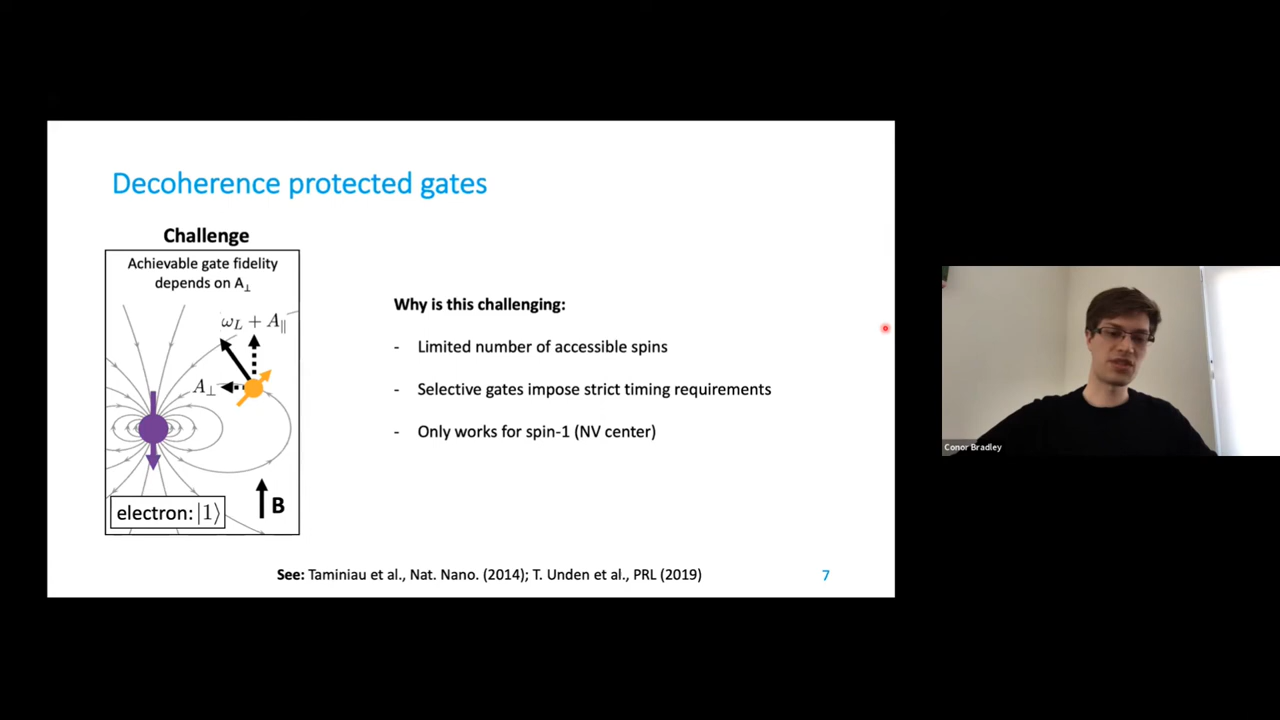 Decoherence protected gates
Challenge
Achievable gate fidelity
depends on A⊥
ω_L + A_∥
A⊥
electron: |1⟩
B
Why is this challenging:
- Limited number of accessible spins
- Selective gates impose strict timing requirements
- Only works for spin-1 (NV center)
See: Taminiau et al., Nat. Nano. (2014); T. Unden et al., PRL (2019)
7
Conor Bradley